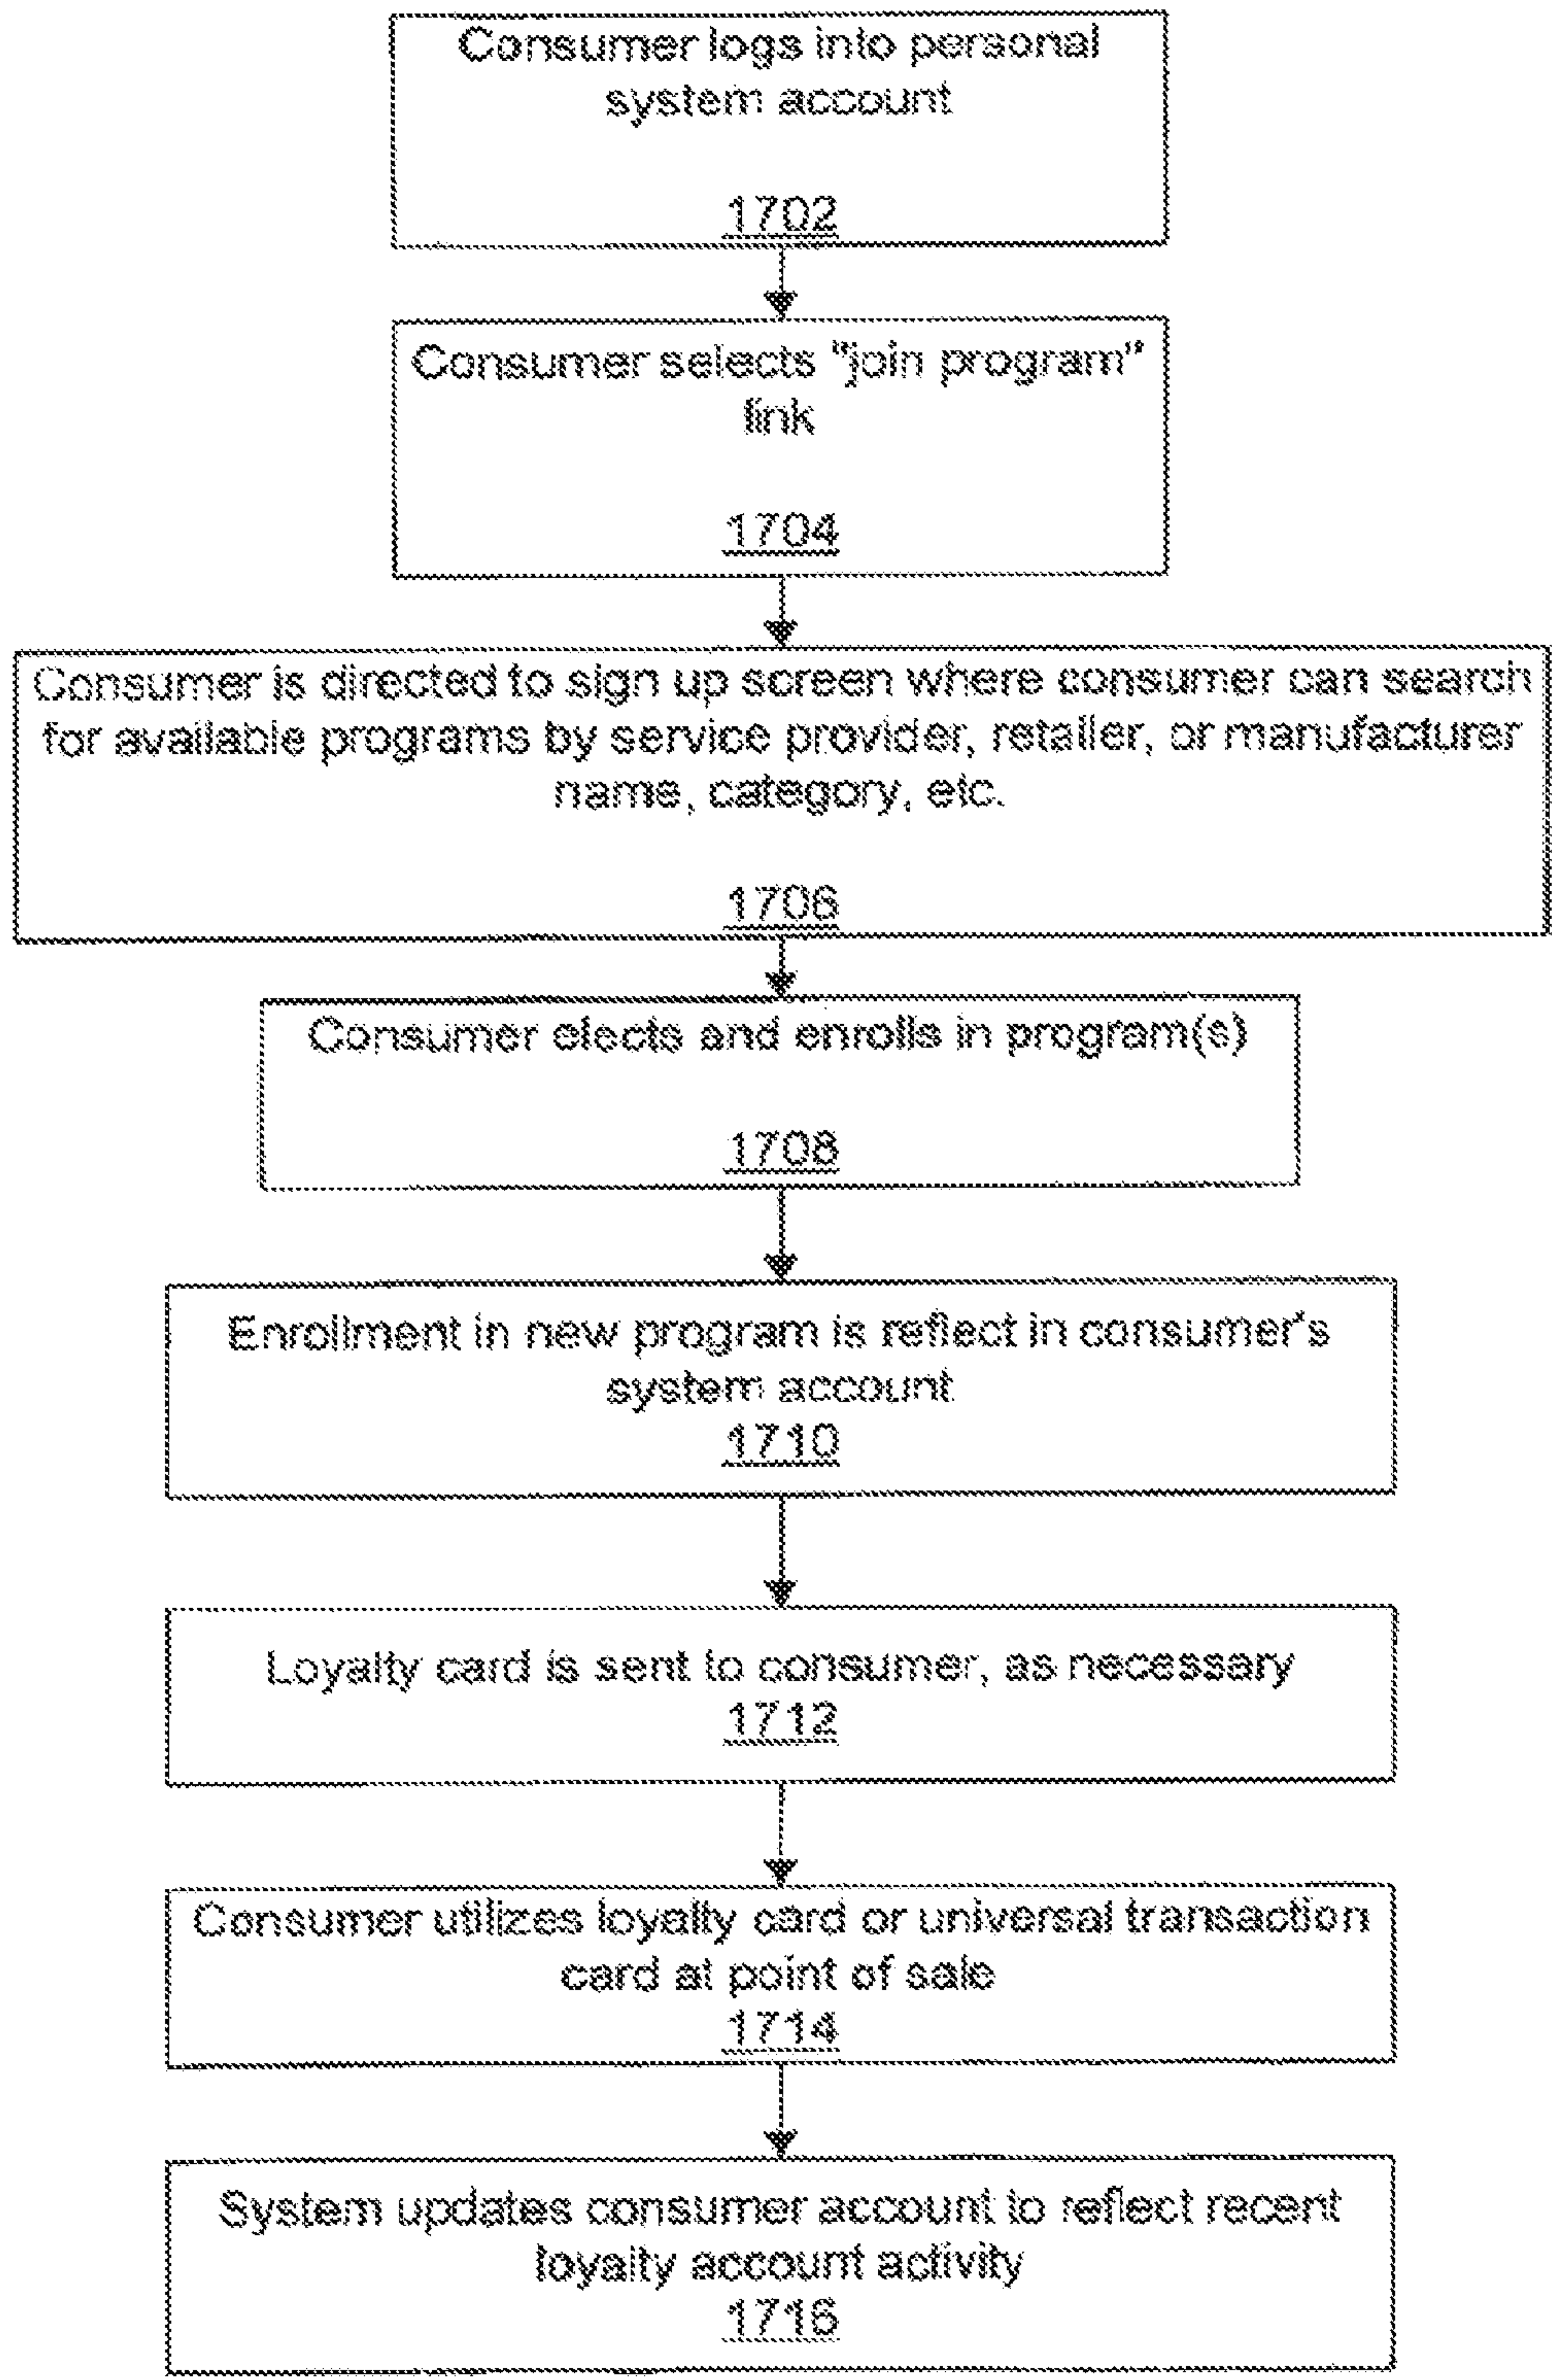 Consumer logs into personal
system account
1702
Consumer selects "join program"
link
1704
Consumer is directed to sign up screen where consumer can search
for available programs by service provider, retailer, or manufacturer
name, category, etc.
1706
Consumer elects and enrolls in program(s)
1708
Enrollment in new program is reflect in consumer's
system account
1710
Loyalty card is sent to consumer, as necessary
1712
Consumer utilizes loyalty card or universal transaction
card at point of sale
1714
System updates consumer account to reflect recent
loyalty account activity
1716